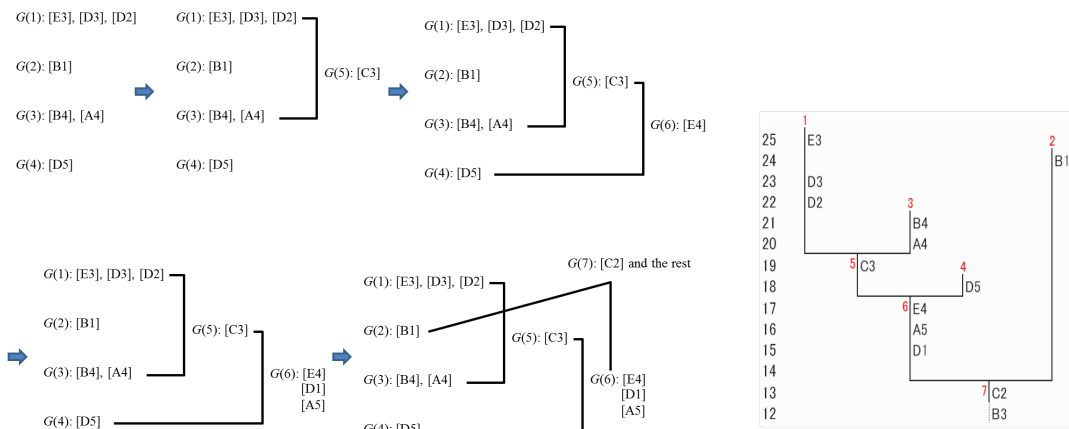 G(1): [E3], [D3], [D2]
G(2): [B1]
G(3): [B4], [A4]
G(4): [D5]
G(1): [E3], [D3], [D2]
G(2): [B1]
G(5): [C3]
G(3): [B4], [A4]
G(4): [D5]
G(1): [E3], [D3], [D2]
G(2): [B1]
G(5): [C3]
G(3): [B4], [A4]
G(6): [E4]
G(4): [D5]
G(1): [E3], [D3], [D2]
G(2): [B1]
G(5): [C3]
G(3): [B4], [A4]
G(6): [E4]
[D1]
[A5]
G(4): [D5]
G(7): [C2] and the rest
G(1): [E3], [D3], [D2]
G(2): [B1]
G(5): [C3]
G(3): [B4], [A4]
G(6): [E4]
[D1]
[A5]
G(4): [D5]
1
25 E3 2
24 B1
23 D3
22 D2 3
21 B4
20 A4
19 5 C3 4
18 D5
17 6 E4
16 A5
15 D1
14
13 7 C2
12 B3